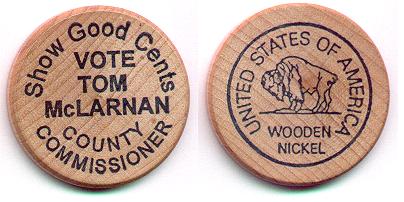 Show Good Cents
VOTE
TOM
McLARNAN
COUNTY
COMMISSIONER
UNITED STATES OF AMERICA
WOODEN
NICKEL